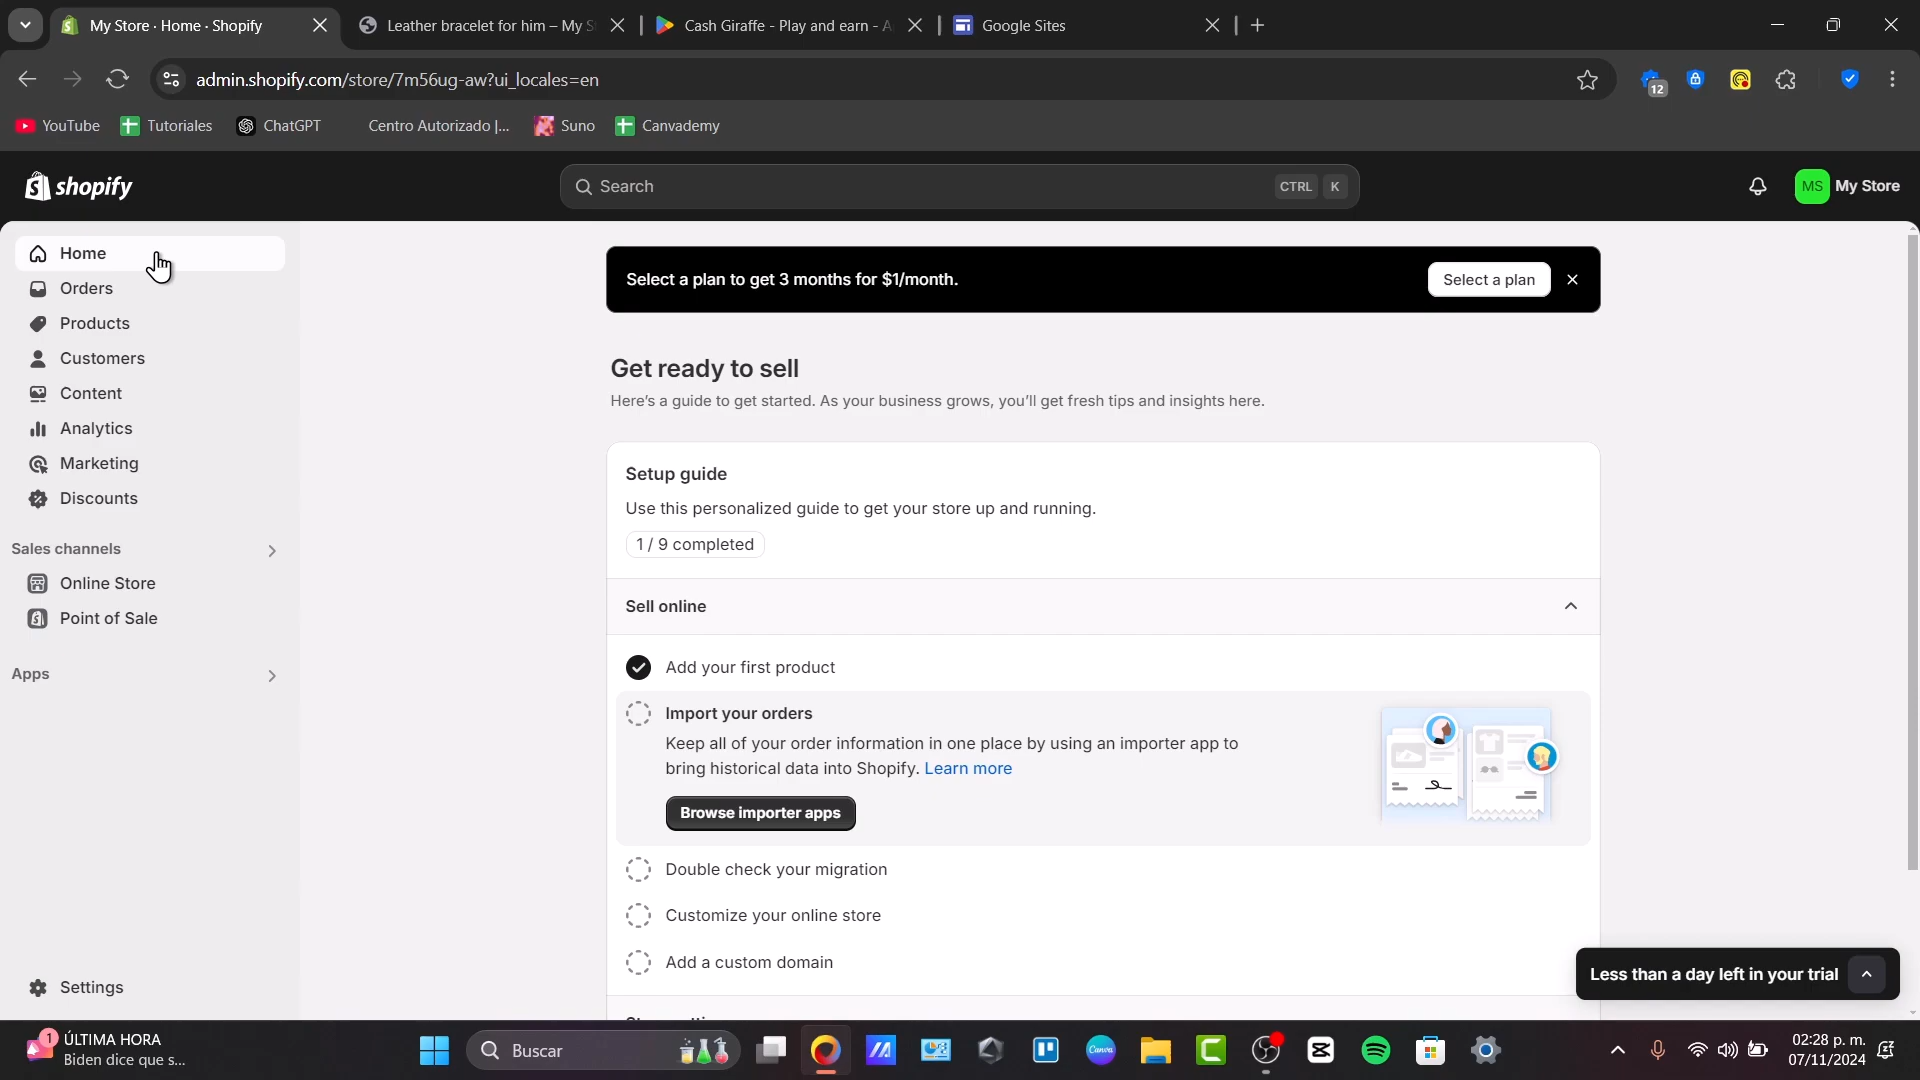 My Store · Home · Shopify
Leather bracelet for him – My S
Cash Giraffe - Play and earn - A
Google Sites
admin.shopify.com/store/7m56ug-aw?ui_locales=en
12
YouTube
Tutoriales
ChatGPT
Centro Autorizado |...
Suno
Canvademy
shopify
Search
CTRL K
MS
My Store
Home
Orders
Products
Customers
Content
Analytics
Marketing
Discounts
Sales channels
Online Store
Point of Sale
Apps
Settings
Select a plan to get 3 months for $1/month.
Select a plan
Get ready to sell
Here's a guide to get started. As your business grows, you'll get fresh tips and insights here.
Setup guide
Use this personalized guide to get your store up and running.
1 / 9 completed
Sell online
Add your first product
Import your orders
Keep all of your order information in one place by using an importer app to
bring historical data into Shopify. Learn more
Browse importer apps
Double check your migration
Customize your online store
Add a custom domain
Less than a day left in your trial
1
ÚLTIMA HORA
Biden dice que s...
Buscar
Canva
02:28 p. m.
07/11/2024